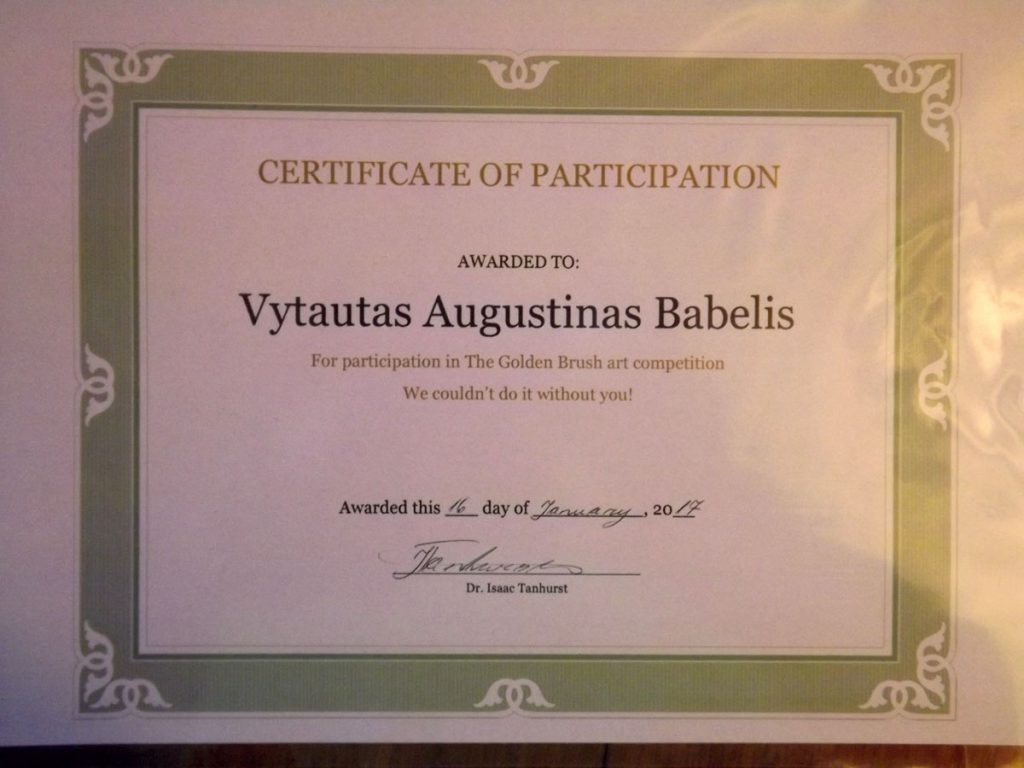 CERTIFICATE OF PARTICIPATION
AWARDED TO:
Vytautas Augustinas Babelis
For participation in The Golden Brush art competition
We couldn't do it without you!
Awarded this 16 day of January, 2017
Dr. Isaac Tanhurst